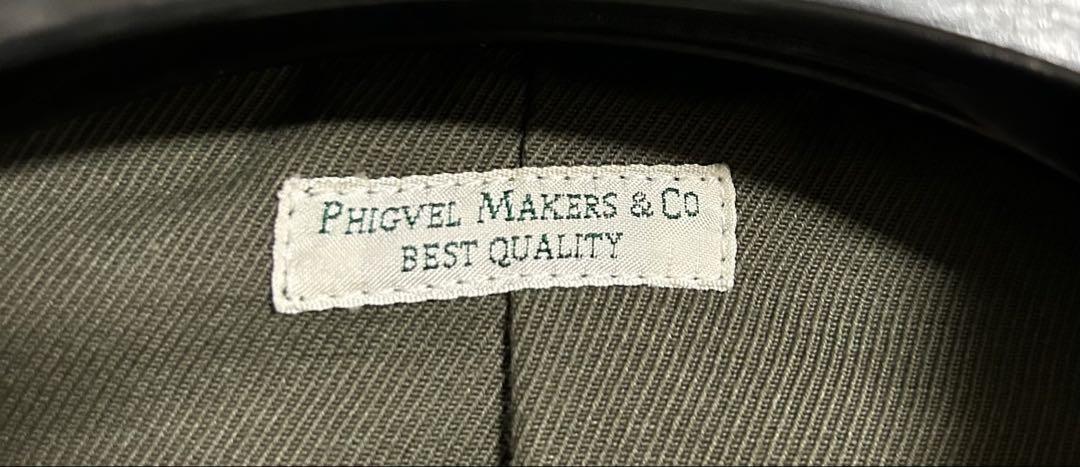 PHIGVEL MAKERS & CO
BEST QUALITY